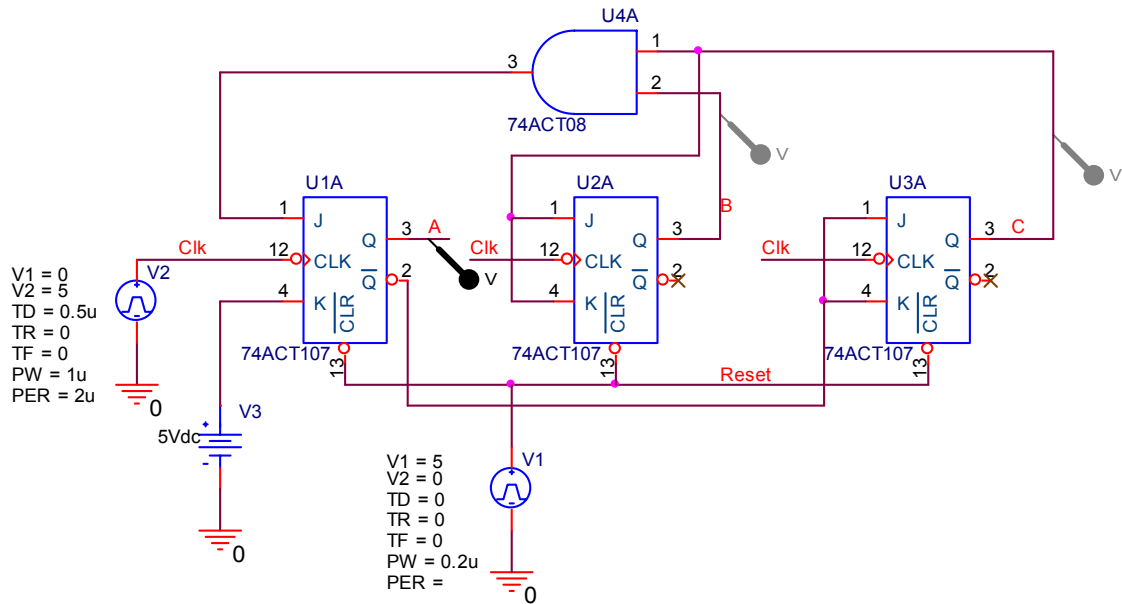 U4A
1
3
2
74ACT08
V
V
U1A
U2A
U3A
1
J
3
A
Q
Clk
12
CLK
2
Q
4
K
CLR
74ACT107
13
1
J
3
B
Q
Clk
12
CLK
2
Q
4
K
CLR
74ACT107
13
1
J
3
C
Q
Clk
12
CLK
2
Q
4
K
CLR
74ACT107
13
V
Reset
V1 = 0
V2 = 5
TD = 0.5u
TR = 0
TF = 0
PW = 1u
PER = 2u
V2
+
-
0
V3
+
5Vdc
-
0
V1 = 5
V2 = 0
TD = 0
TR = 0
TF = 0
PW = 0.2u
PER =
V1
+
-
0